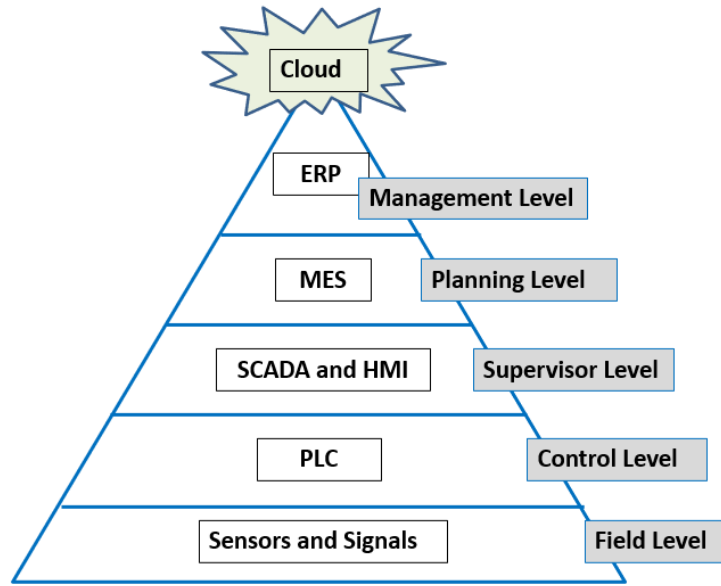 Cloud
ERP
Management Level
MES
Planning Level
SCADA and HMI
Supervisor Level
PLC
Control Level
Sensors and Signals
Field Level